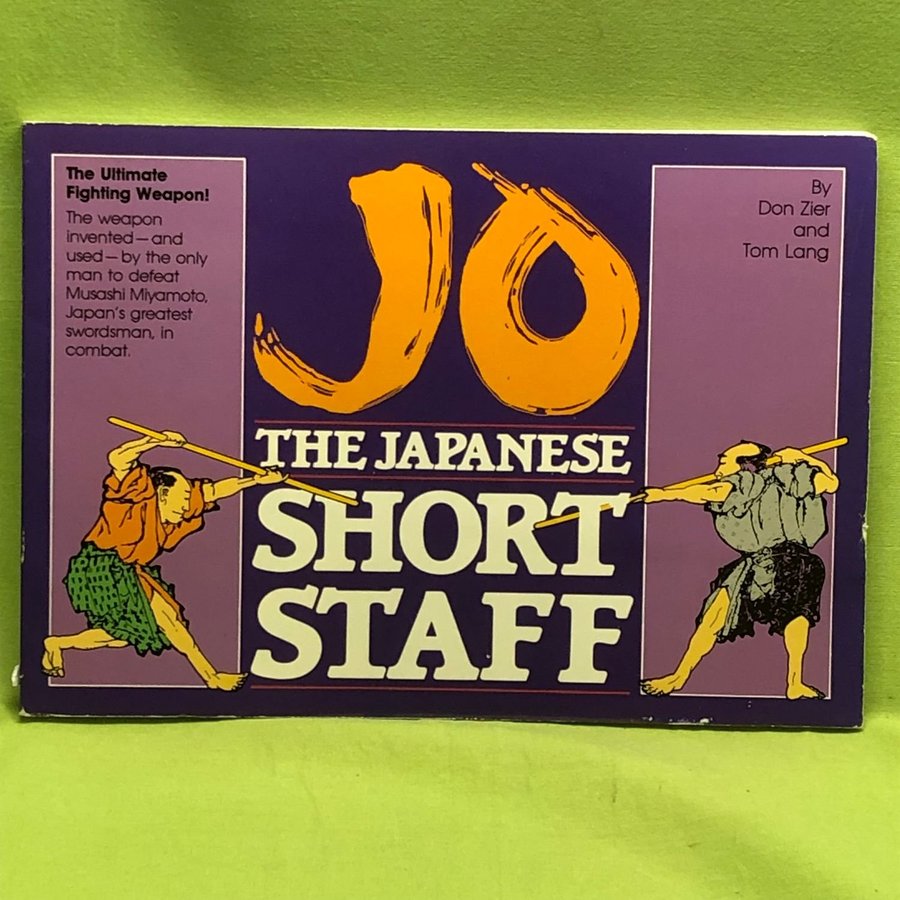 The Ultimate
Fighting Weapon!
The weapon
invented—and
used—by the only
man to defeat
Musashi Miyamoto,
Japan's greatest
swordsman, in
combat.
JO
THE JAPANESE
SHORT
STAFF
By
Don Zier
and
Tom Lang